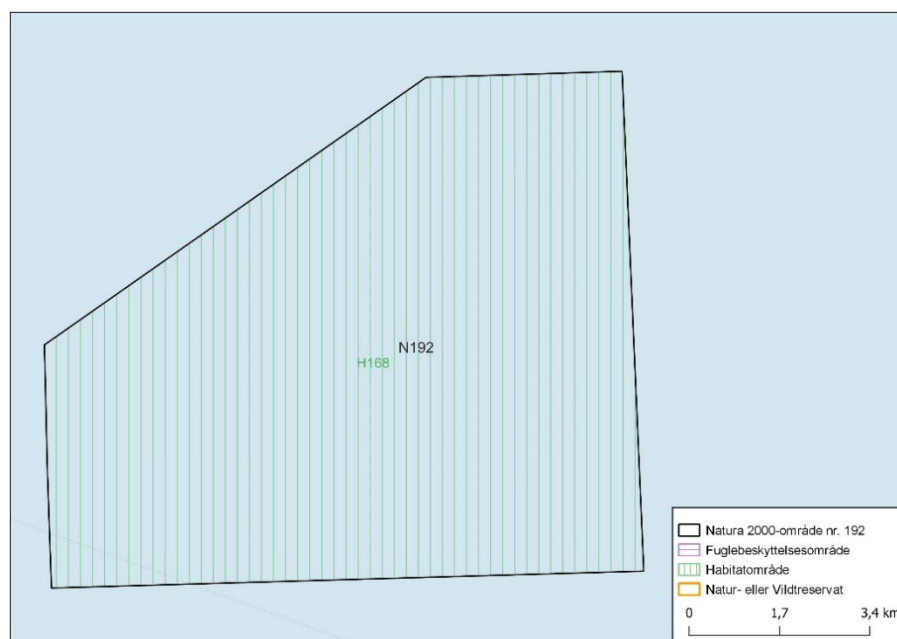 N192
H168
Natura 2000-område nr. 192
Fuglebeskyttelsesområde
Habitatområde
Natur- eller Vildtreservat
0 1,7 3,4 km